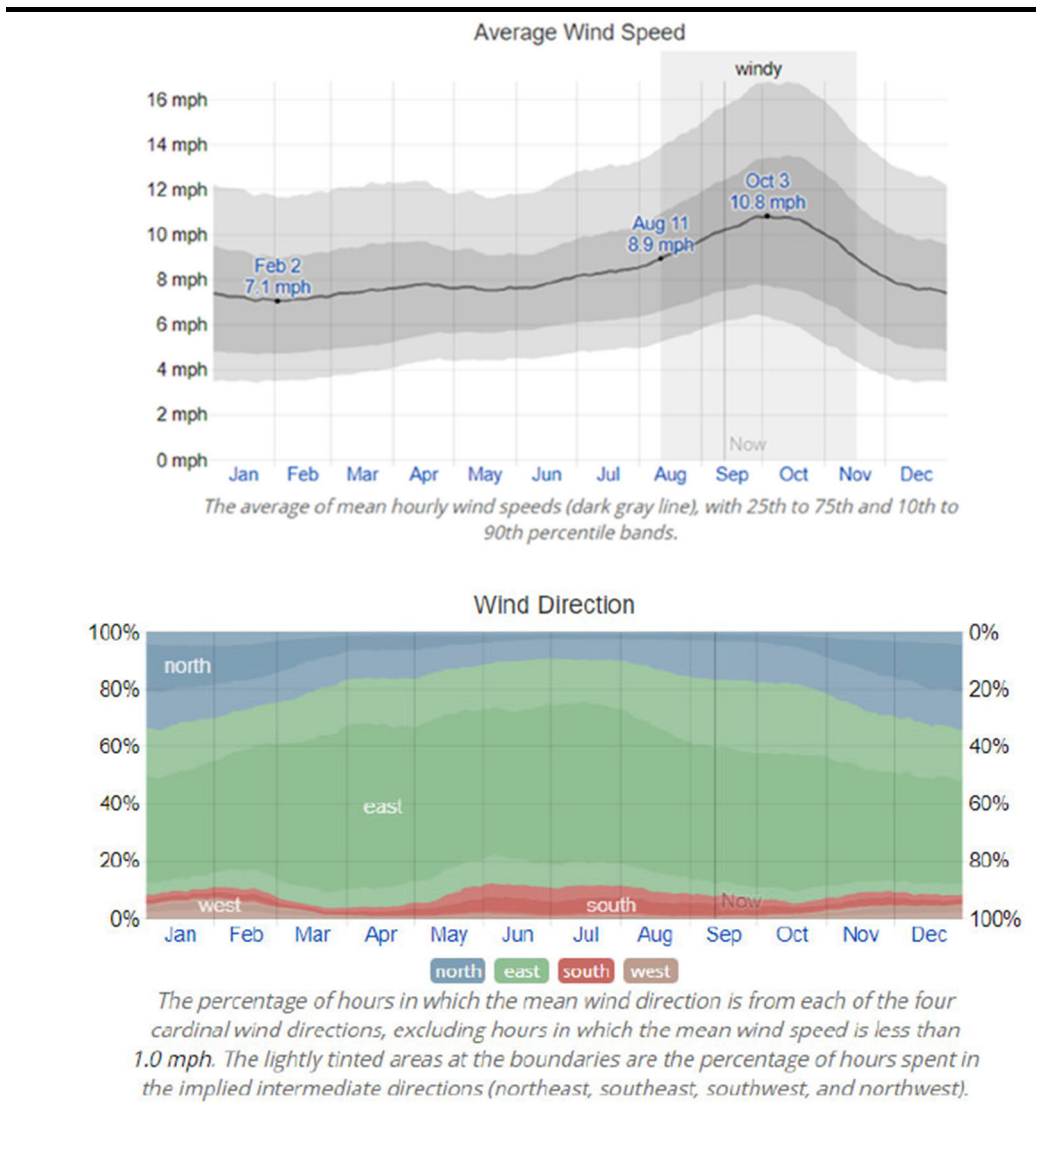 Average Wind Speed
windy
16 mph
14 mph
12 mph
Oct 3
10.8 mph
10 mph
Aug 11
8.9 mph
8 mph
Feb 2
7.1 mph
6 mph
4 mph
2 mph
Now
0 mph
Jan Feb Mar Apr May Jun Jul Aug Sep Oct Nov Dec
The average of mean hourly wind speeds (dark gray line), with 25th to 75th and 10th to
90th percentile bands.
Wind Direction
100% 0%
north
80% 20%
60% 40%
east
40% 60%
20% 80%
west south Now
0% 100%
Jan Feb Mar Apr May Jun Jul Aug Sep Oct Nov Dec
north east south west
The percentage of hours in which the mean wind direction is from each of the four
cardinal wind directions, excluding hours in which the mean wind speed is less than
1.0 mph. The lightly tinted areas at the boundaries are the percentage of hours spent in
the implied intermediate directions (northeast, southeast, southwest, and northwest).